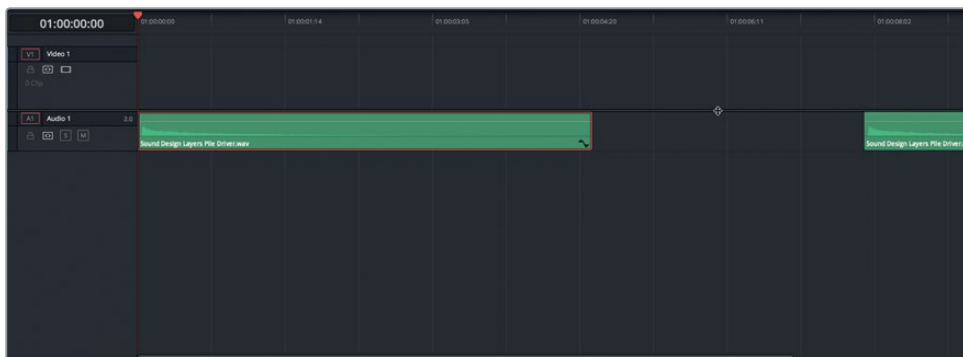 01:00:00:00
01:00:00:00
01:00:01:14
01:00:03:05
01:00:04:20
01:00:06:11
01:00:08:02
V1 Video 1
0 Clip
A1 Audio 1 2.0
S M
Sound Design Layers Pile Driver.wav
Sound Design Layers Pile Driver.